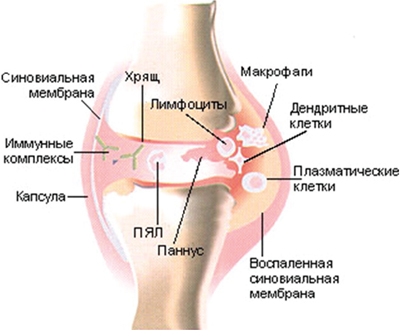 Синовиальная
мембрана
Хрящ
Макрофаги
Лимфоциты
Дендритные
клетки
Иммунные
комплексы
Плазматические
клетки
Капсула
ПЯЛ
Паннус
Воспаленная
синовиальная
мембрана